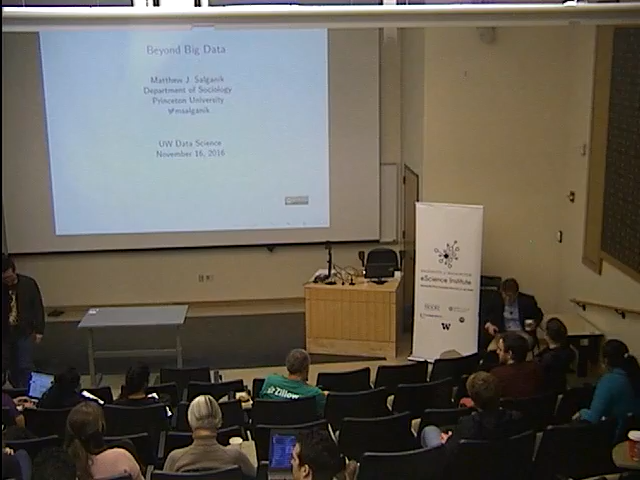 Beyond Big Data
Matthew J. Salganik
Department of Sociology
Princeton University
@msalganik
UW Data Science
November 16, 2016
eScience Institute
W
Zillow